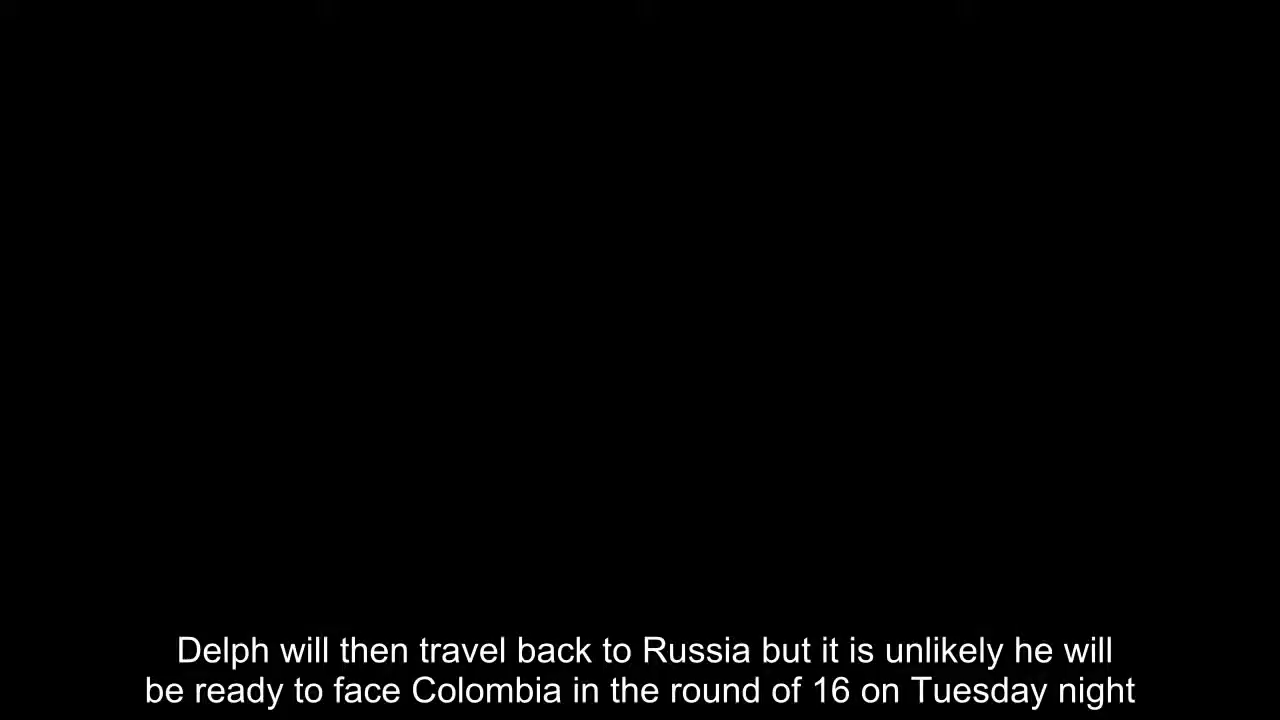 Delph will then travel back to Russia but it is unlikely he will
be ready to face Colombia in the round of 16 on Tuesday night